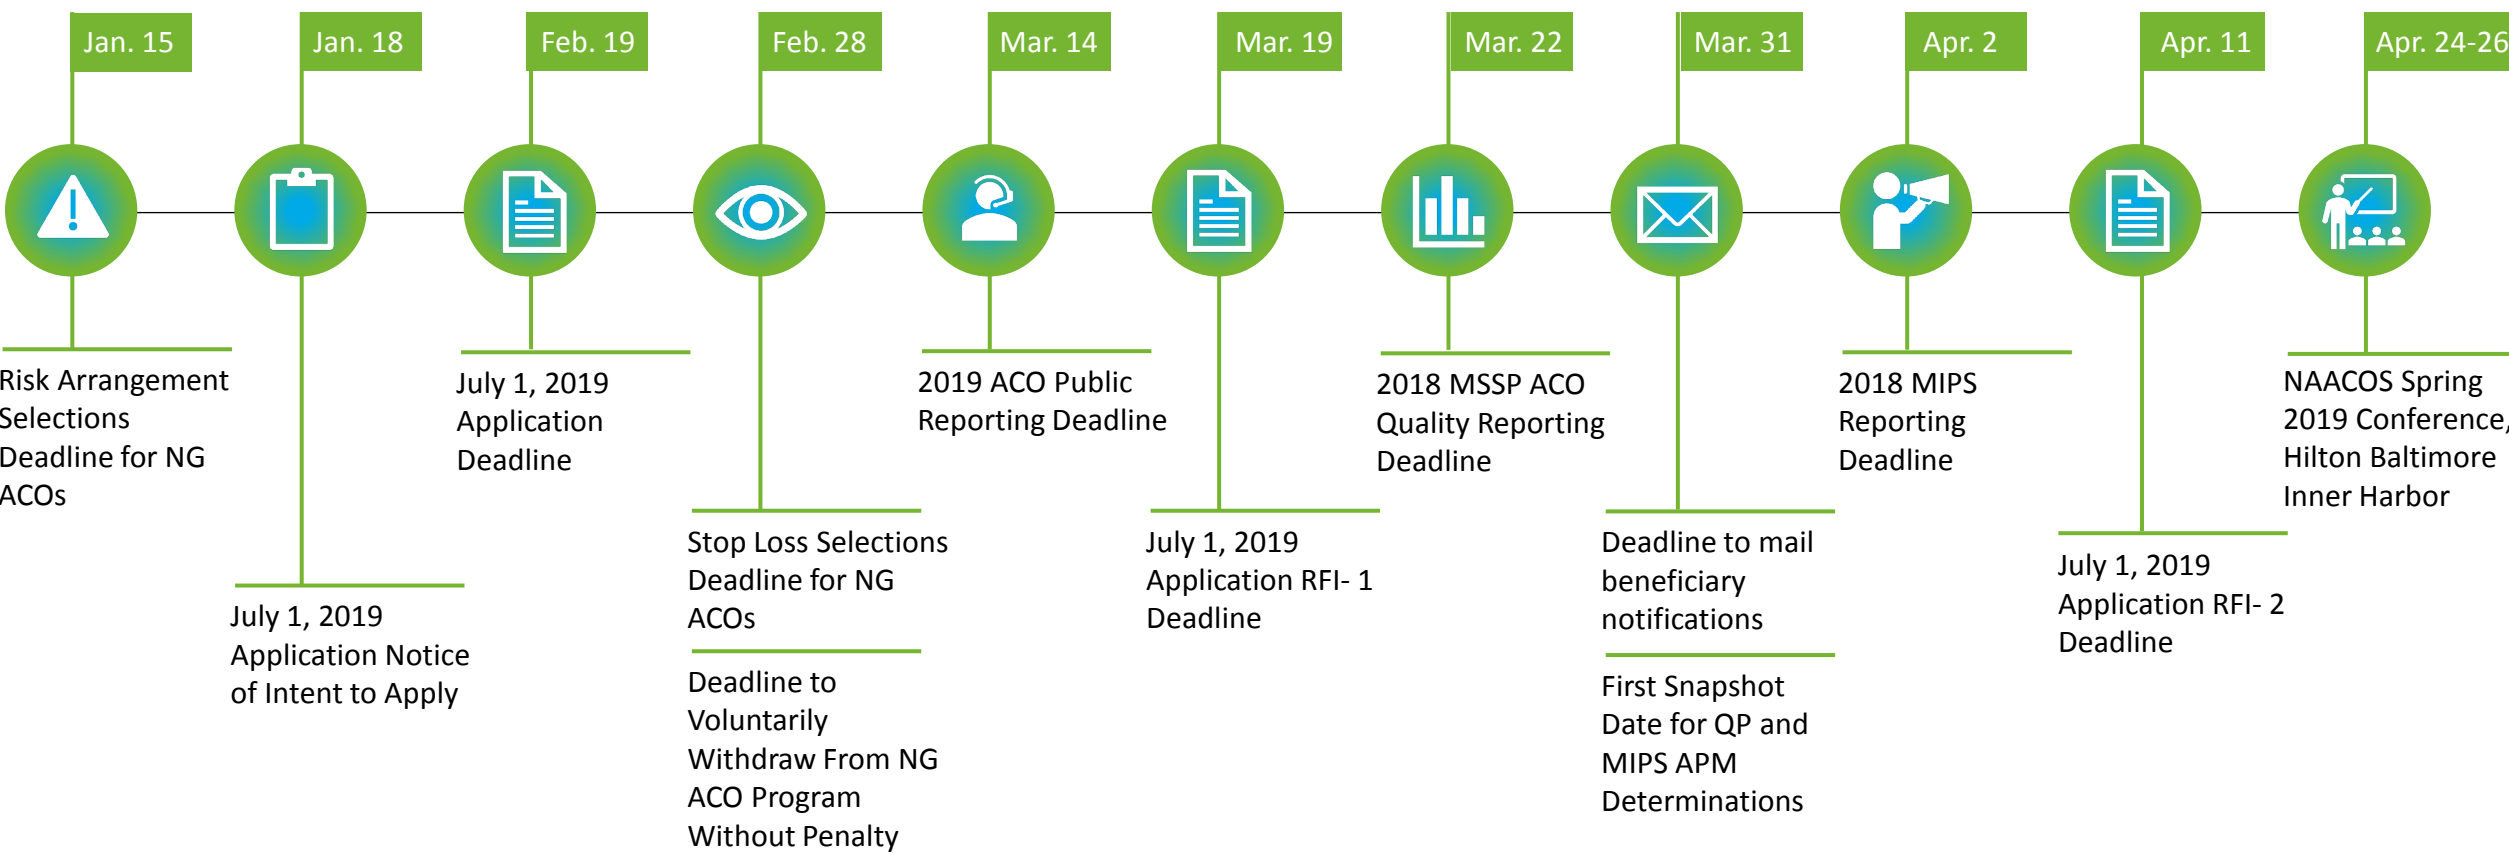 Jan. 15
Jan. 18
Feb. 19
Feb. 28
Mar. 14
Mar. 19
Mar. 22
Mar. 31
Apr. 2
Apr. 11
Apr. 24-26
Risk Arrangement
Selections
Deadline for NG
ACOs
July 1, 2019
Application Notice
of Intent to Apply
July 1, 2019
Application
Deadline
Stop Loss Selections
Deadline for NG
ACOs
Deadline to
Voluntarily
Withdraw From NG
ACO Program
Without Penalty
2019 ACO Public
Reporting Deadline
July 1, 2019
Application RFI- 1
Deadline
2018 MSSP ACO
Quality Reporting
Deadline
Deadline to mail
beneficiary
notifications
First Snapshot
Date for QP and
MIPS APM
Determinations
2018 MIPS
Reporting
Deadline
July 1, 2019
Application RFI- 2
Deadline
NAACOS Spring
2019 Conference,
Hilton Baltimore
Inner Harbor